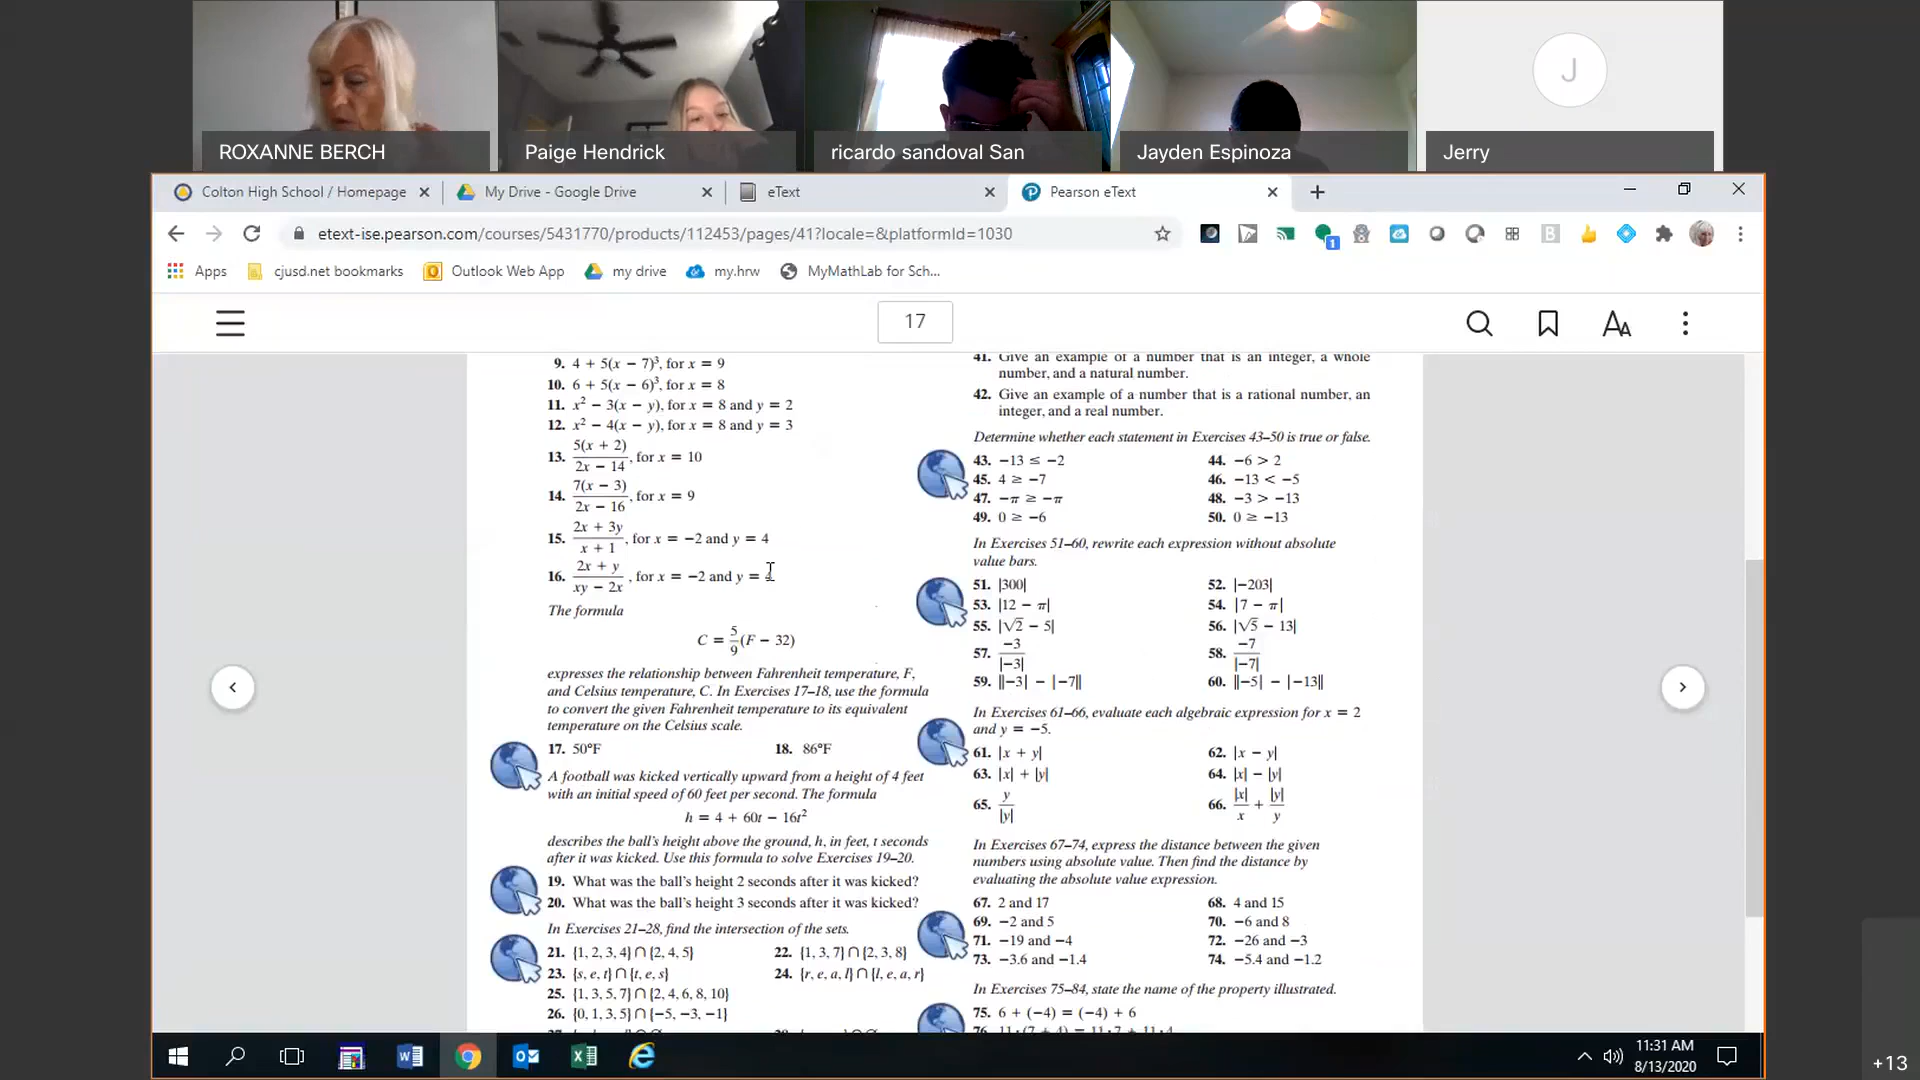 ROXANNE BERCH
Paige Hendrick
ricardo sandoval San
Jayden Espinoza
J
Jerry
Colton High School / Homepage
My Drive - Google Drive
eText
Pearson eText
etext-ise.pearson.com/courses/5431770/products/112453/pages/41?locale=&platformId=1030
1
Apps
cjusd.net bookmarks
Outlook Web App
my drive
my.hrw
MyMathLab for Sch...
17
AA
9. 4 + 5(x − 7)³, for x = 9
10. 6 + 5(x − 6)³, for x = 8
11. x² − 3(x − y), for x = 8 and y = 2
12. x² − 4(x − y), for x = 8 and y = 3
13. 5(x + 2) / 2x − 14, for x = 10
14. 7(x − 3) / 2x − 16, for x = 9
15. 2x + 3y / x + 1, for x = −2 and y = 4
16. 2x + y / xy − 2x, for x = −2 and y =
The formula
C = 5/9(F − 32)
expresses the relationship between Fahrenheit temperature, F,
and Celsius temperature, C. In Exercises 17–18, use the formula
to convert the given Fahrenheit temperature to its equivalent
temperature on the Celsius scale.
17. 50°F
18. 86°F
A football was kicked vertically upward from a height of 4 feet
with an initial speed of 60 feet per second. The formula
h = 4 + 60t − 16t²
describes the ball's height above the ground, h, in feet, t seconds
after it was kicked. Use this formula to solve Exercises 19–20.
19. What was the ball's height 2 seconds after it was kicked?
20. What was the ball's height 3 seconds after it was kicked?
In Exercises 21–28, find the intersection of the sets.
21. {1, 2, 3, 4} ∩ {2, 4, 5}
22. {1, 3, 7} ∩ {2, 3, 8}
23. {s, e, t} ∩ {t, e, s}
24. {r, e, a, l} ∩ {l, e, a, r}
25. {1, 3, 5, 7} ∩ {2, 4, 6, 8, 10}
26. {0, 1, 3, 5} ∩ {−5, −3, −1}
41. Give an example of a number that is an integer, a whole
number, and a natural number.
42. Give an example of a number that is a rational number, an
integer, and a real number.
Determine whether each statement in Exercises 43–50 is true or false.
43. −13 ≤ −2
44. −6 > 2
45. 4 ≥ −7
46. −13 < −5
47. −π ≥ −π
48. −3 > −13
49. 0 ≥ −6
50. 0 ≥ −13
In Exercises 51–60, rewrite each expression without absolute
value bars.
51. |300|
52. |−203|
53. |12 − π|
54. |7 − π|
55. |√2 − 5|
56. |√5 − 13|
57. −3 / |−3|
58. −7 / |−7|
59. ||−3| − |−7||
60. ||−5| − |−13||
In Exercises 61–66, evaluate each algebraic expression for x = 2
and y = −5.
61. |x + y|
62. |x − y|
63. |x| + |y|
64. |x| − |y|
65. y / |y|
66. |x| / x + |y| / y
In Exercises 67–74, express the distance between the given
numbers using absolute value. Then find the distance by
evaluating the absolute value expression.
67. 2 and 17
68. 4 and 15
69. −2 and 5
70. −6 and 8
71. −19 and −4
72. −26 and −3
73. −3.6 and −1.4
74. −5.4 and −1.2
In Exercises 75–84, state the name of the property illustrated.
75. 6 + (−4) = (−4) + 6
76. 11·(7 + 4) = 11·7 + 11·4
11:31 AM
8/13/2020
+13